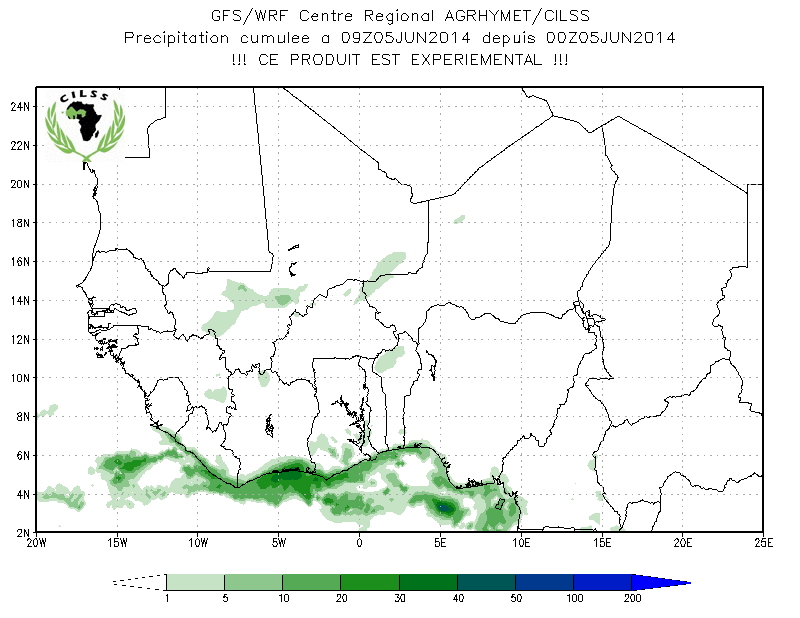 GFS/WRF Centre Regional AGRHYMET/CILSS
Precipitation cumulee a 09Z05JUN2014 depuis 00Z05JUN2014
!!! CE PRODUIT EST EXPERIEMENTAL !!!
CILSS
24N
22N
20N
18N
16N
14N
12N
10N
8N
6N
4N
2N
20W 15W 10W 5W 0 5E 10E 15E 20E 25E
1 5 10 20 30 40 50 100 200